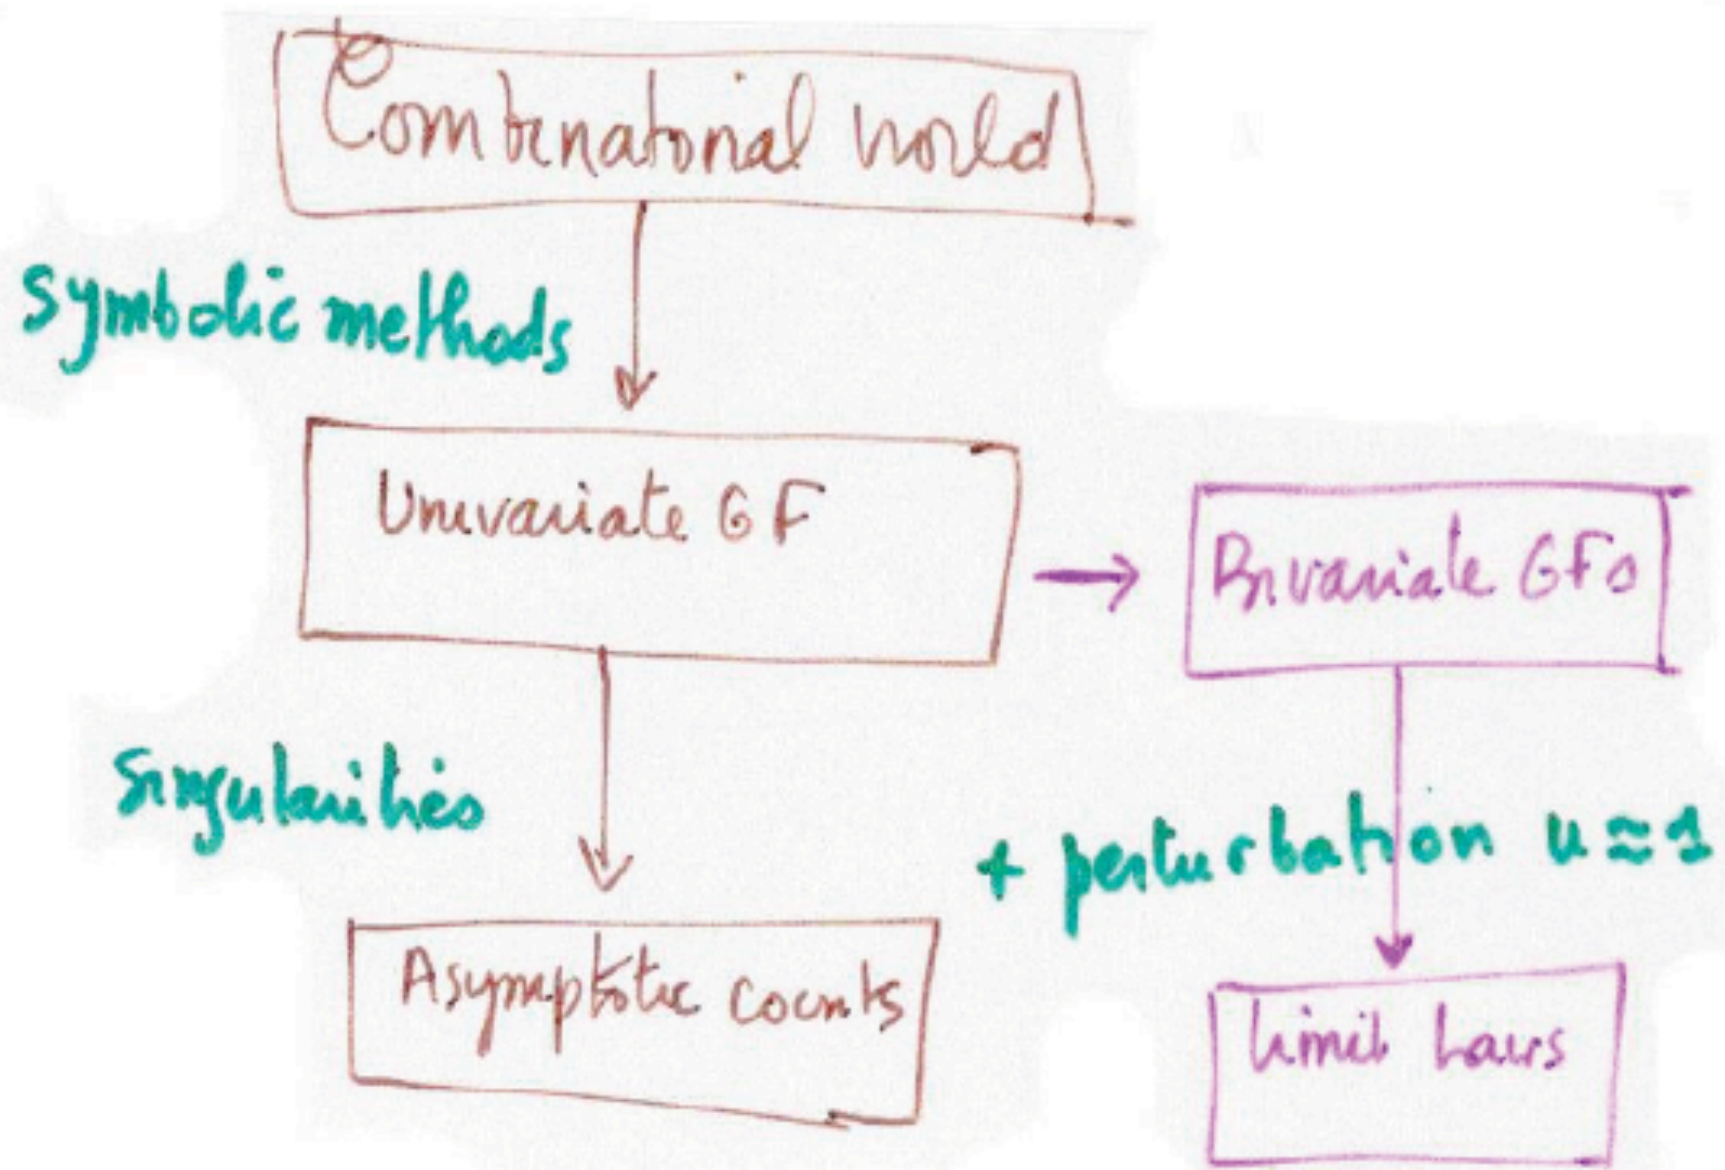 Combinatorial world
symbolic methods
Univariate GF
Bivariate GFs
Singularities
+ perturbation u ≈ 1
Asymptotic counts
limit laws